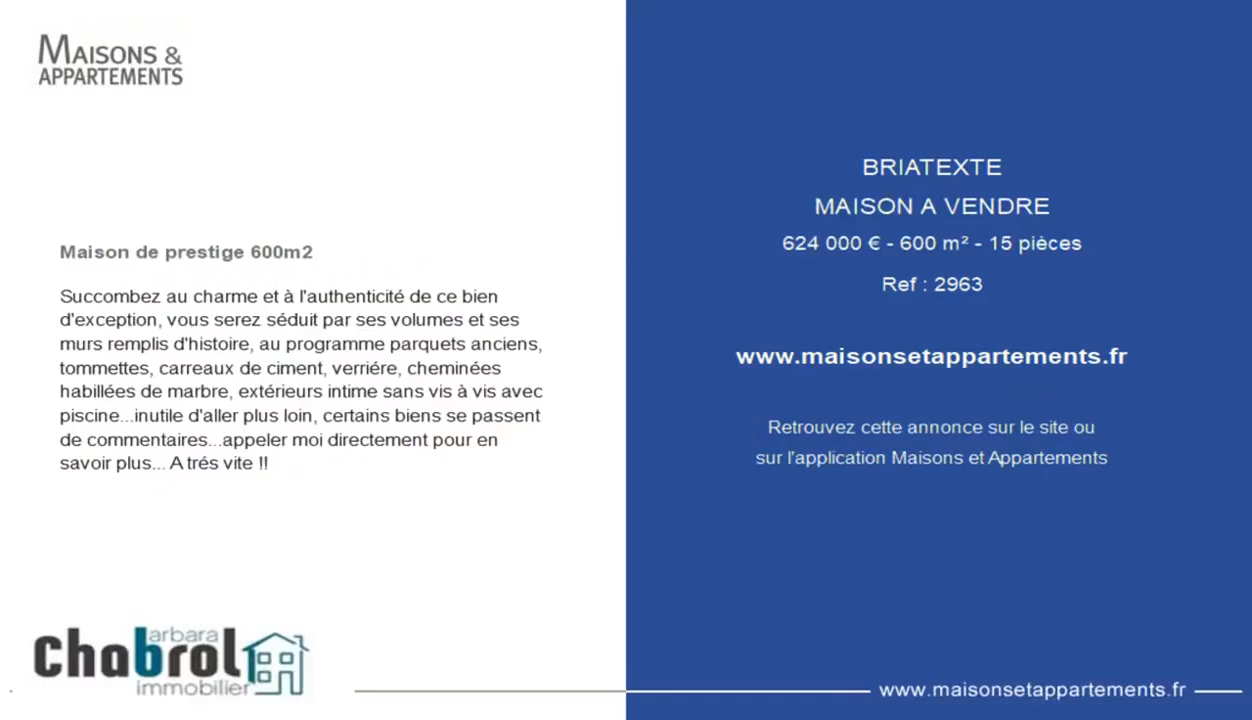 MAISONS &
APPARTEMENTS
Maison de prestige 600m2
Succombez au charme et à l'authenticité de ce bien
d'exception, vous serez séduit par ses volumes et ses
murs remplis d'histoire, au programme parquets anciens,
tommettes, carreaux de ciment, verriére, cheminées
habillées de marbre, extérieurs intime sans vis à vis avec
piscine...inutile d'aller plus loin, certains biens se passent
de commentaires...appeler moi directement pour en
savoir plus... A trés vite !!
arbara
Chabrol
immobilier
BRIATEXTE
MAISON A VENDRE
624 000 € - 600 m² - 15 pièces
Ref : 2963
www.maisonsetappartements.fr
Retrouvez cette annonce sur le site ou
sur l'application Maisons et Appartements
www.maisonsetappartements.fr